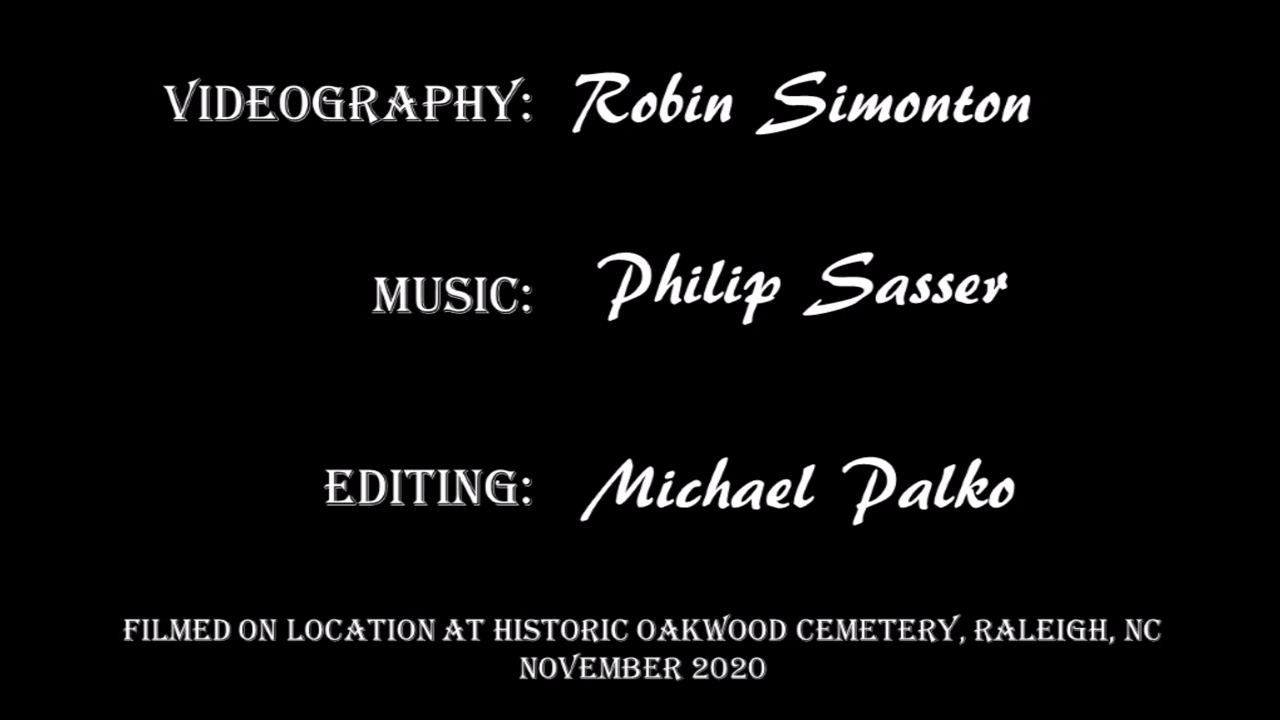 VIDEOGRAPHY: Robin Simonton
MUSIC: Philip Sasser
EDITING: Michael Palko
FILMED ON LOCATION AT HISTORIC OAKWOOD CEMETERY, RALEIGH, NC
NOVEMBER 2020